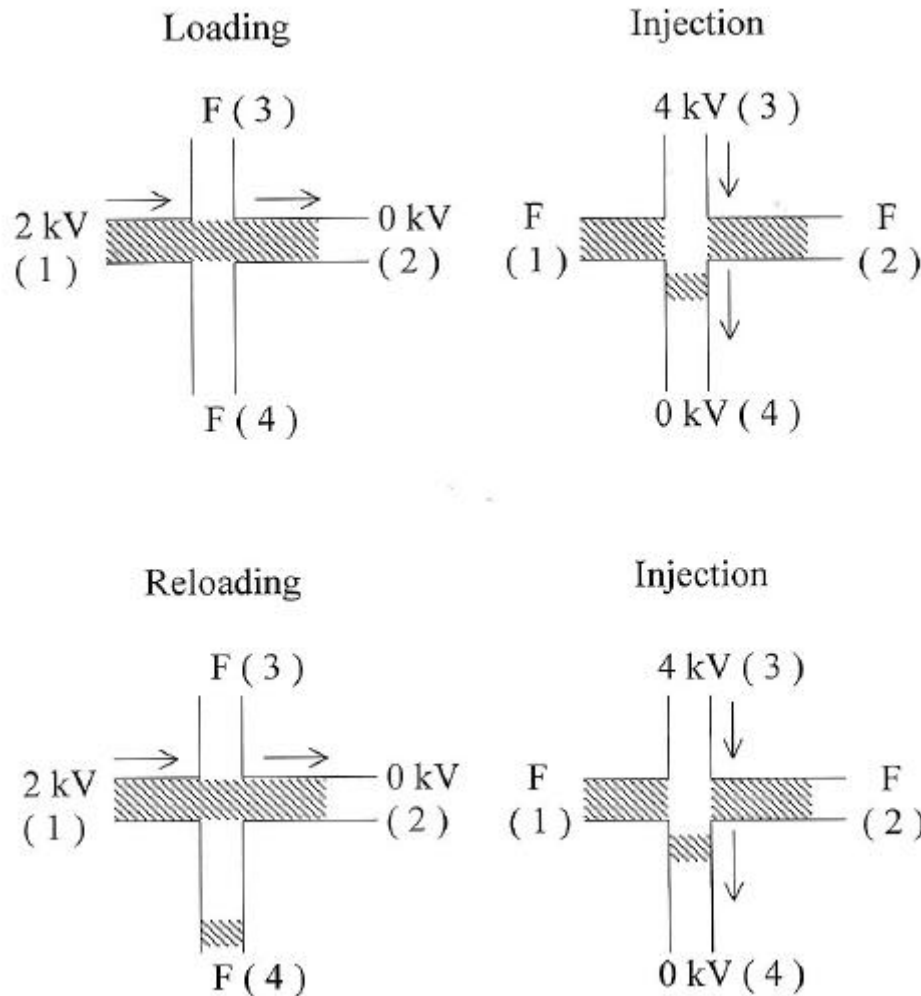 Loading
F ( 3 )
2 kV
( 1 )
0 kV
( 2 )
F ( 4 )
Injection
4 kV ( 3 )
F
( 1 )
F
( 2 )
0 kV ( 4 )
Reloading
F ( 3 )
2 kV
( 1 )
0 kV
( 2 )
F ( 4 )
Injection
4 kV ( 3 )
F
( 1 )
F
( 2 )
0 kV ( 4 )